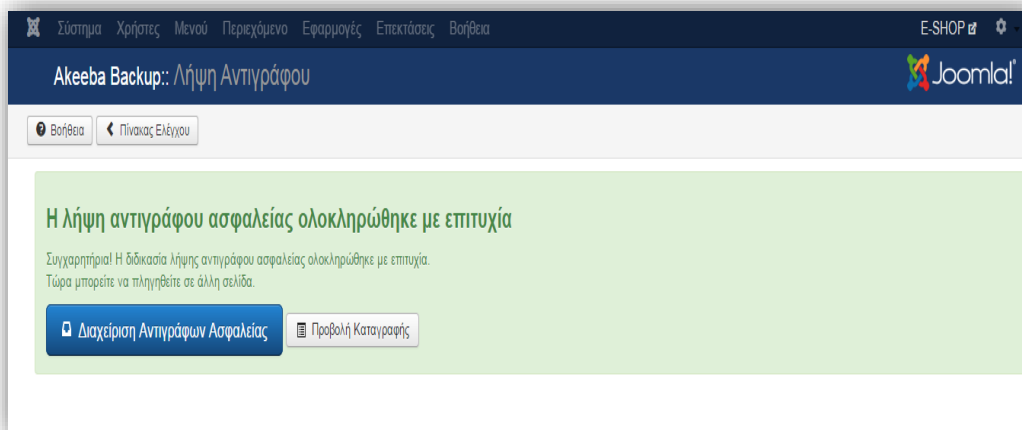 Σύστημα Χρήστες Μενού Περιεχόμενο Εφαρμογές Επεκτάσεις Βοήθεια E-SHOP
Akeeba Backup:: Λήψη Αντιγράφου Joomla!
Βοήθεια Πίνακας Ελέγχου
Η λήψη αντιγράφου ασφαλείας ολοκληρώθηκε με επιτυχία
Συγχαρητήρια! Η διδικασία λήψης αντιγράφου ασφαλείας ολοκληρώθηκε με επιτυχία.
Τώρα μπορείτε να πληγηθείτε σε άλλη σελίδα.
Διαχείριση Αντιγράφων Ασφαλείας Προβολή Καταγραφής